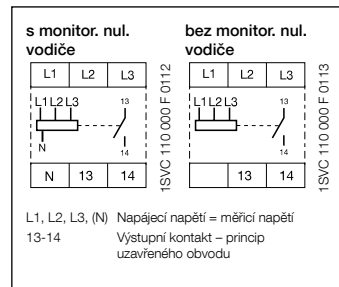 s monitor. nul.
vodiče
L1 L2 L3
L1 L2 L3
13
14
N
N 13 14
1SVC 110 000 F 0112
bez monitor. nul.
vodiče
L1 L2 L3
L1 L2 L3
13
14
13 14
1SVC 110 000 F 0113
L1, L2, L3, (N) Napájecí napětí = měřicí napětí
13-14 Výstupní kontakt – princip
uzavřeného obvodu